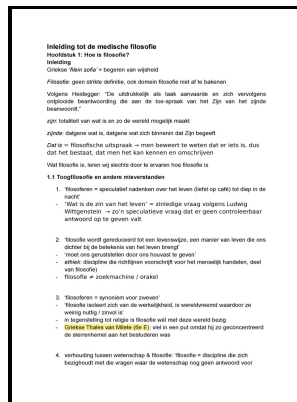 Inleiding tot de medische filosofie
Hoofdstuk 1: Hoe is filosofie?
Inleiding
Griekse 'Nein sofia' = begeren van wijsheid
Filosofie: geen strikte definitie, ook domein filosofie niet af te bakenen
Volgens Heidegger: "De uitdrukkelijk als taak aanvaarde en zich vervolgens
ontplooide beantwoording die aan de toe-spraak van het Zijn van het zijnde
beanwoordt."
zijn: totaliteit van wat is en zo de wereld mogelijk maakt
zijnde: datgene wat is, datgene wat zich binnenin dat Zijn begeeft
Dat is = filosofische uitspraak → men beweert te weten dat er iets is, dus
dat het bestaat, dat men het kan kennen en omschrijven
Wat filosofie is, leren wij slechts door te ervaren hoe filosofie is
1.1 Toogfilosofie en andere misverstanden
1. 'filosoferen = speculatief nadenken over het leven (liefst op café) tot diep in de
nacht'
- 'Wat is de zin van het leven' = zinledige vraag volgens Ludwig
Wittgenstein → zo'n speculatieve vraag dat er geen controleerbaar
antwoord op te geven valt
2. 'filosofie wordt gereduceerd tot een levenswijze, een manier van leven die ons
dichter bij de betekenis van het leven brengt'
- 'moet ons geruststellen door ons houvast te geven'
- ethiek: discipline die richtlijnen voorschrijft voor het menselijk handelen, deel
van filosofie)
- filosofie ≠ zoekmachine / orakel
3. 'filosoferen = synoniem voor zweven'
- 'filosofie isoleert zich van de werkelijkheid, is wereldvreemd waardoor ze
weinig nuttig / zinvol is'
- in tegenstelling tot religie is filosofie wél met deze wereld bezig
- Griekse Thales van Milete (6e E): viel in een put omdat hij zo geconcentreerd
de sterrenhemel aan het bestuderen was
4. verhouding tussen wetenschap & filosofie: 'filosofie = discipline die zich
bezighoudt met die vragen waar de wetenschap nog geen antwoord voor